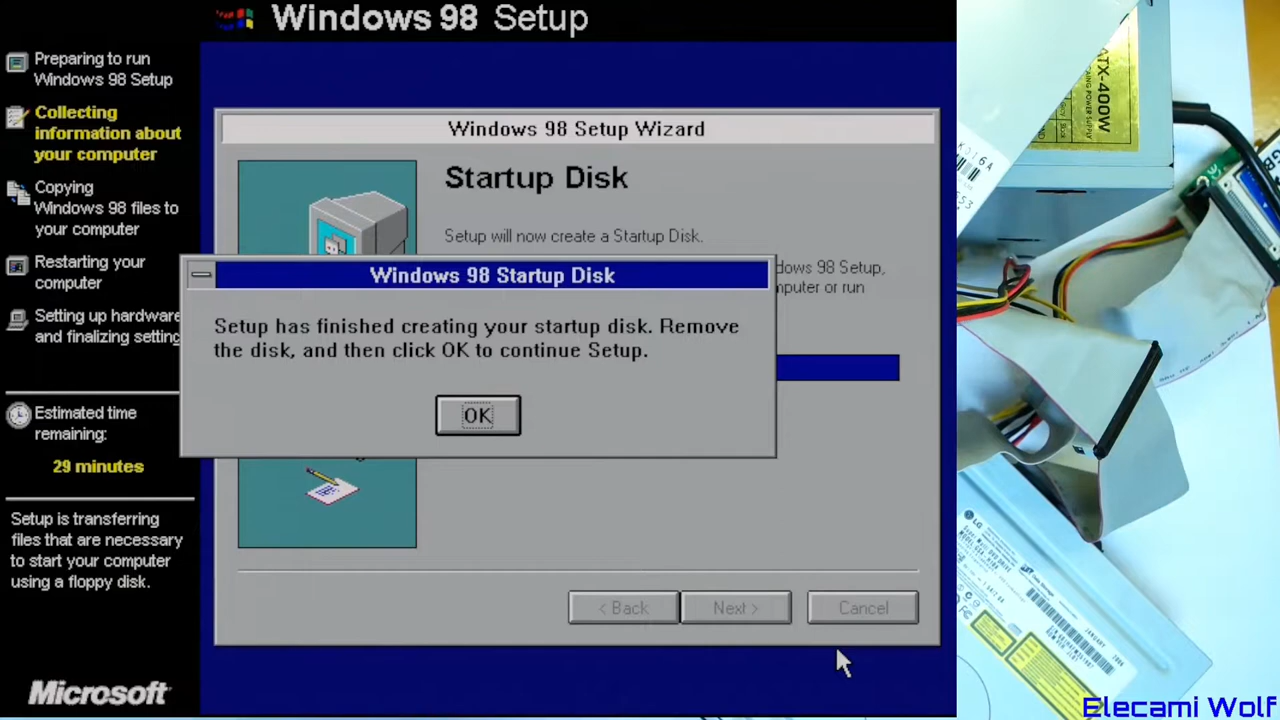 Windows 98 Setup
Preparing to run
Windows 98 Setup
Collecting
information about
your computer
Copying
Windows 98 files to
your computer
Restarting your
computer
Setting up hardware
and finalizing setting
Estimated time
remaining:
29 minutes
Setup is transferring
files that are necessary
to start your computer
using a floppy disk.
Microsoft
Windows 98 Setup Wizard
Startup Disk
Setup will now create a Startup Disk.
dows 98 Setup,
mputer or run
Windows 98 Startup Disk
Setup has finished creating your startup disk. Remove
the disk, and then click OK to continue Setup.
OK
< Back
Next >
Cancel
ATX-400W
K016A
LG
JANUARY
Elecami Wolf